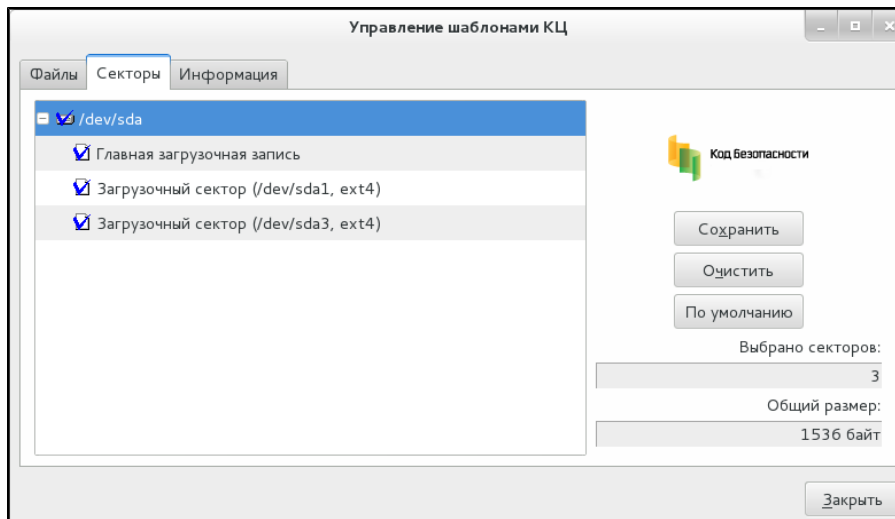 Управление шаблонами КЦ
Файлы
Секторы
Информация
/dev/sda
Главная загрузочная запись
Загрузочный сектор (/dev/sda1, ext4)
Загрузочный сектор (/dev/sda3, ext4)
Код Безопасности
Сохранить
Очистить
По умолчанию
Выбрано секторов:
3
Общий размер:
1536 байт
Закрыть